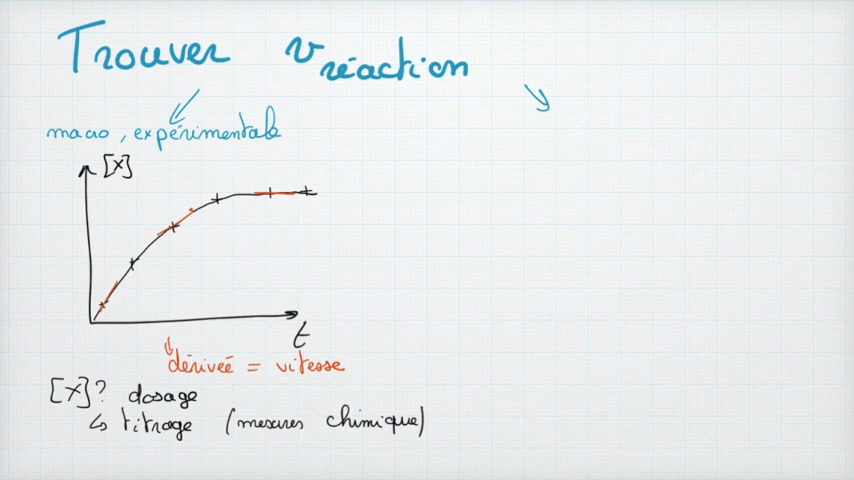 Trouver v réaction
macro, expérimentale
[X]
t
dérivée = vitesse
[X]? dosage
↳ titrage (mesures chimique)